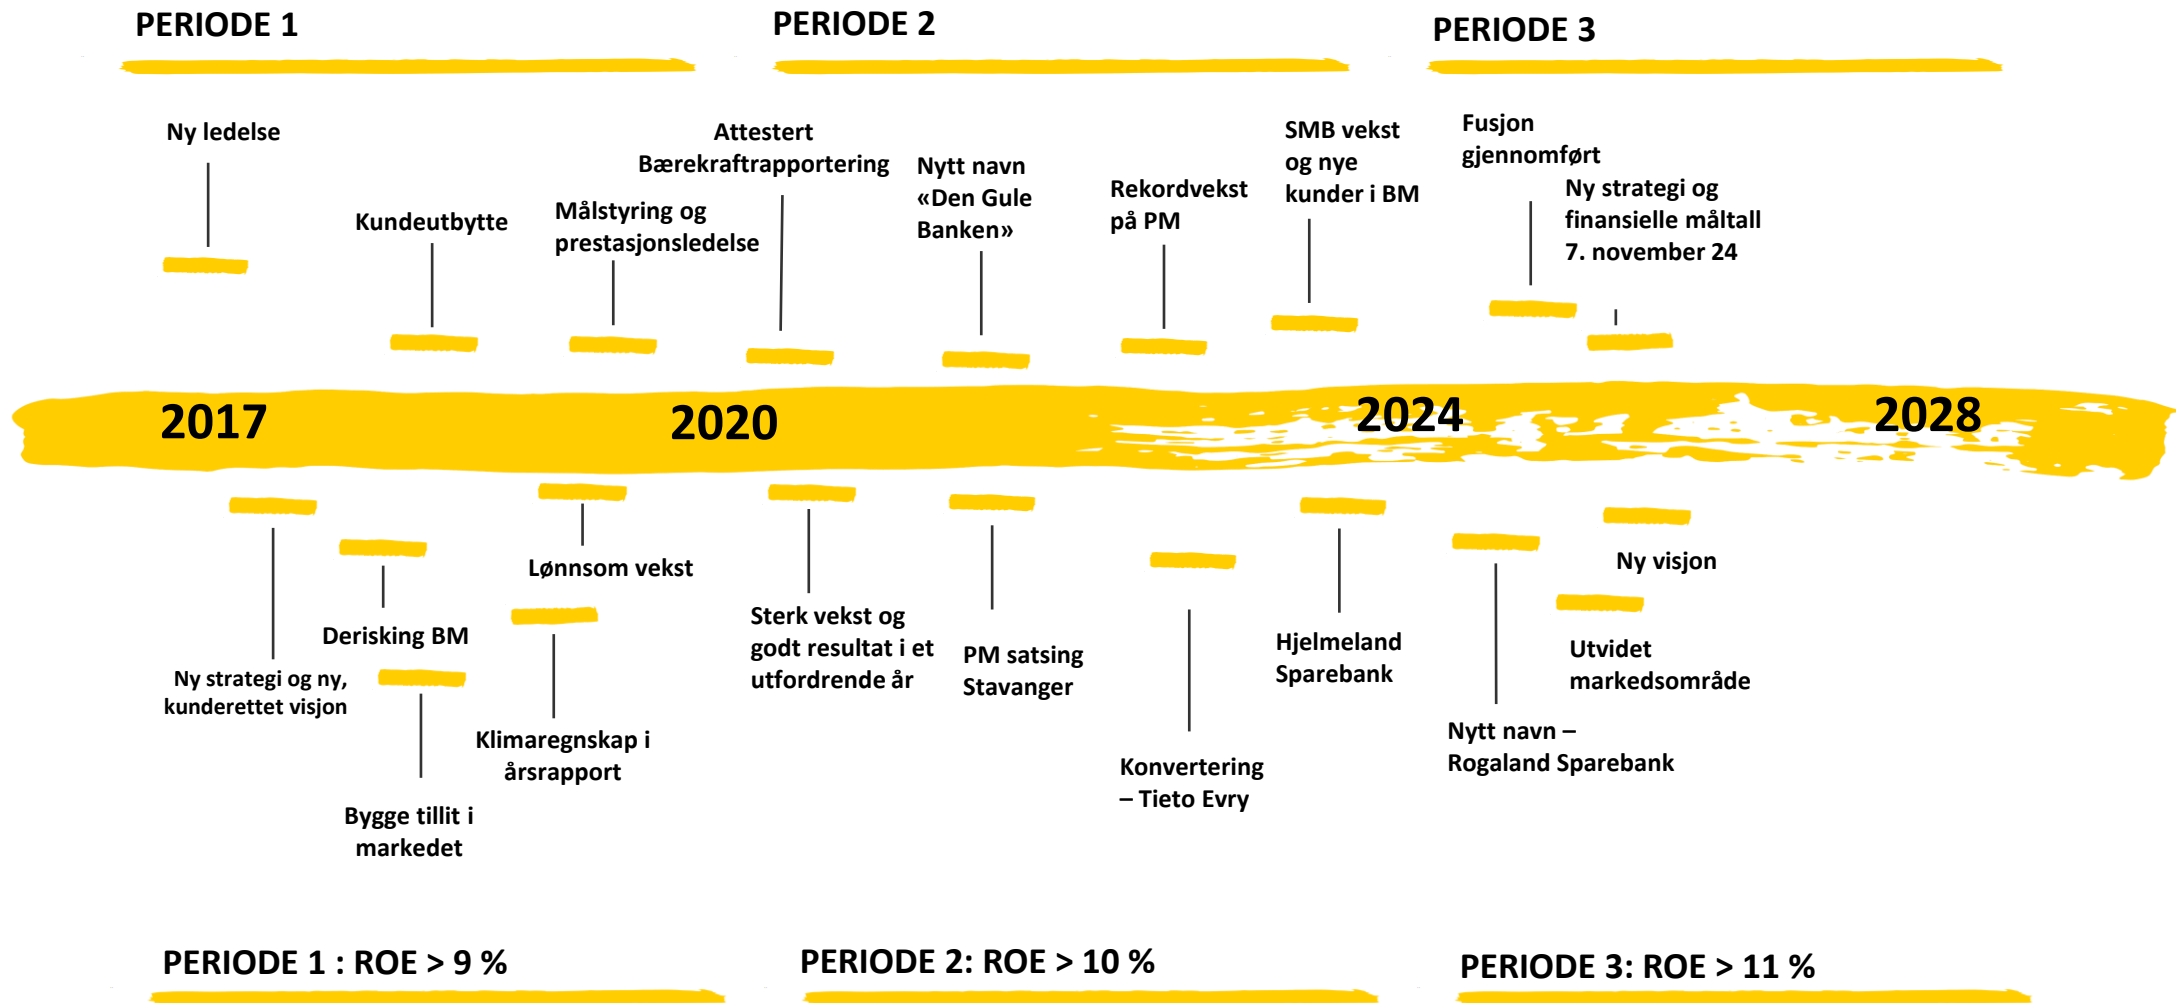 PERIODE 1
PERIODE 2
PERIODE 3
Ny ledelse
Kundeutbytte
Målstyring og
prestasjonsledelse
Attestert
Bærekraftrapportering
Nytt navn
«Den Gule
Banken»
Rekordvekst
på PM
SMB vekst
og nye
kunder i BM
Fusjon
gjennomført
Ny strategi og
finansielle måltall
7. november 24
2017
2020
2024
2028
Ny strategi og ny,
kunderettet visjon
Derisking BM
Bygge tillit i
markedet
Lønnsom vekst
Klimaregnskap i
årsrapport
Sterk vekst og
godt resultat i et
utfordrende år
PM satsing
Stavanger
Konvertering
– Tieto Evry
Hjelmeland
Sparebank
Nytt navn –
Rogaland Sparebank
Ny visjon
Utvidet
markedsområde
PERIODE 1 : ROE > 9 %
PERIODE 2: ROE > 10 %
PERIODE 3: ROE > 11 %